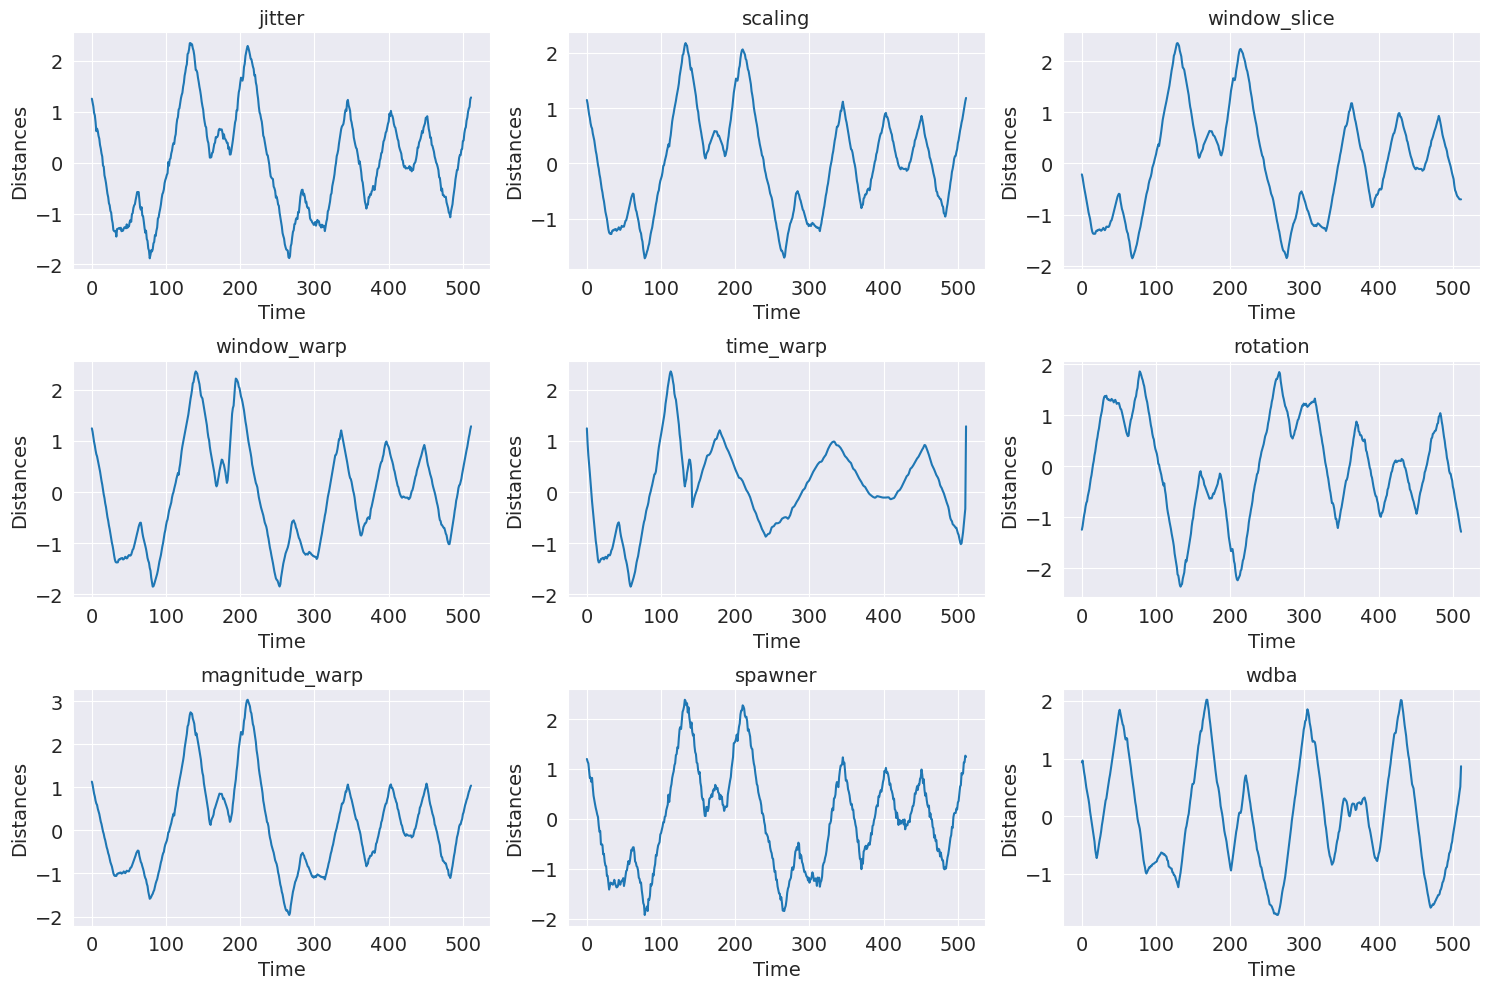 jitter scaling window_slice
Distances 2 1 0 −1 −2 Distances 2 1 0 −1 Distances 2 1 0 −1 −2
0 100 200 300 400 500 0 100 200 300 400 500 0 100 200 300 400 500
Time Time Time
window_warp time_warp rotation
Distances 2 1 0 −1 −2 Distances 2 1 0 −1 −2 Distances 2 1 0 −1 −2
0 100 200 300 400 500 0 100 200 300 400 500 0 100 200 300 400 500
Time Time Time
magnitude_warp spawner wdba
Distances 3 2 1 0 −1 −2 Distances 2 1 0 −1 −2 Distances 2 1 0 −1
0 100 200 300 400 500 0 100 200 300 400 500 0 100 200 300 400 500
Time Time Time